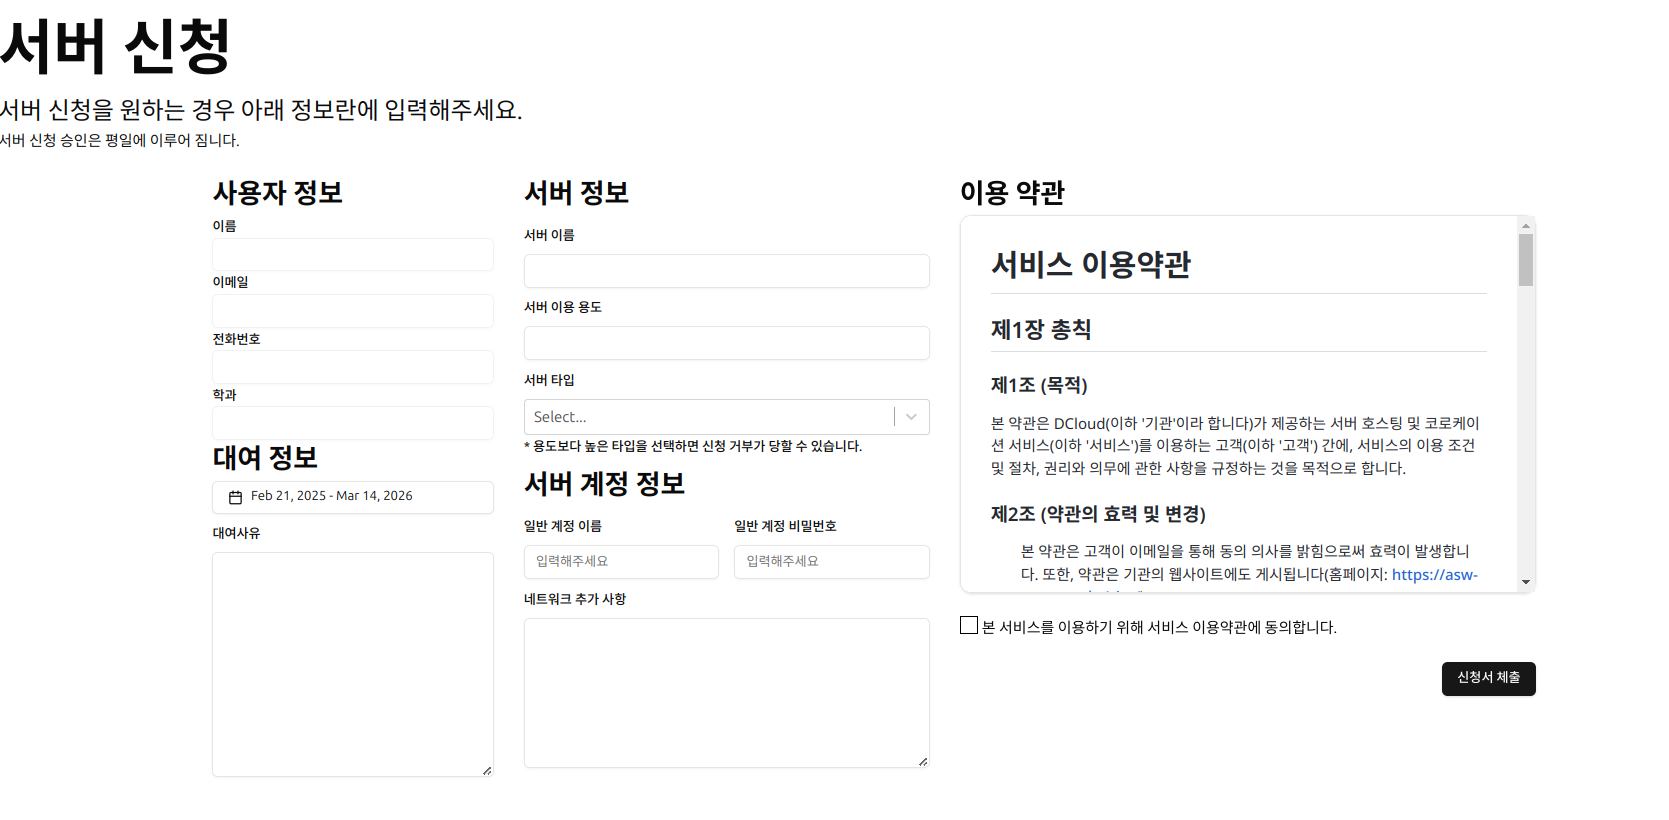 서버 신청
서버 신청을 원하는 경우 아래 정보란에 입력해주세요.
서버 신청 승인은 평일에 이루어 짐니다.
사용자 정보
이름
이메일
전화번호
학과
대여 정보
Feb 21, 2025 - Mar 14, 2026
대여사유
서버 정보
서버 이름
서버 이용 용도
서버 타입
Select...
* 용도보다 높은 타입을 선택하면 신청 거부가 당할 수 있습니다.
서버 계정 정보
일반 계정 이름 일반 계정 비밀번호
입력해주세요 입력해주세요
네트워크 추가 사항
이용 약관
서비스 이용약관
제1장 총칙
제1조 (목적)
본 약관은 DCloud(이하 '기관'이라 합니다)가 제공하는 서버 호스팅 및 코로케이
션 서비스(이하 '서비스')를 이용하는 고객(이하 '고객') 간에, 서비스의 이용 조건
및 절차, 권리와 의무에 관한 사항을 규정하는 것을 목적으로 합니다.
제2조 (약관의 효력 및 변경)
본 약관은 고객이 이메일을 통해 동의 의사를 밝힘으로써 효력이 발생합니
다. 또한, 약관은 기관의 웹사이트에도 게시됩니다(홈페이지: https://asw-
본 서비스를 이용하기 위해 서비스 이용약관에 동의합니다.
신청서 체출